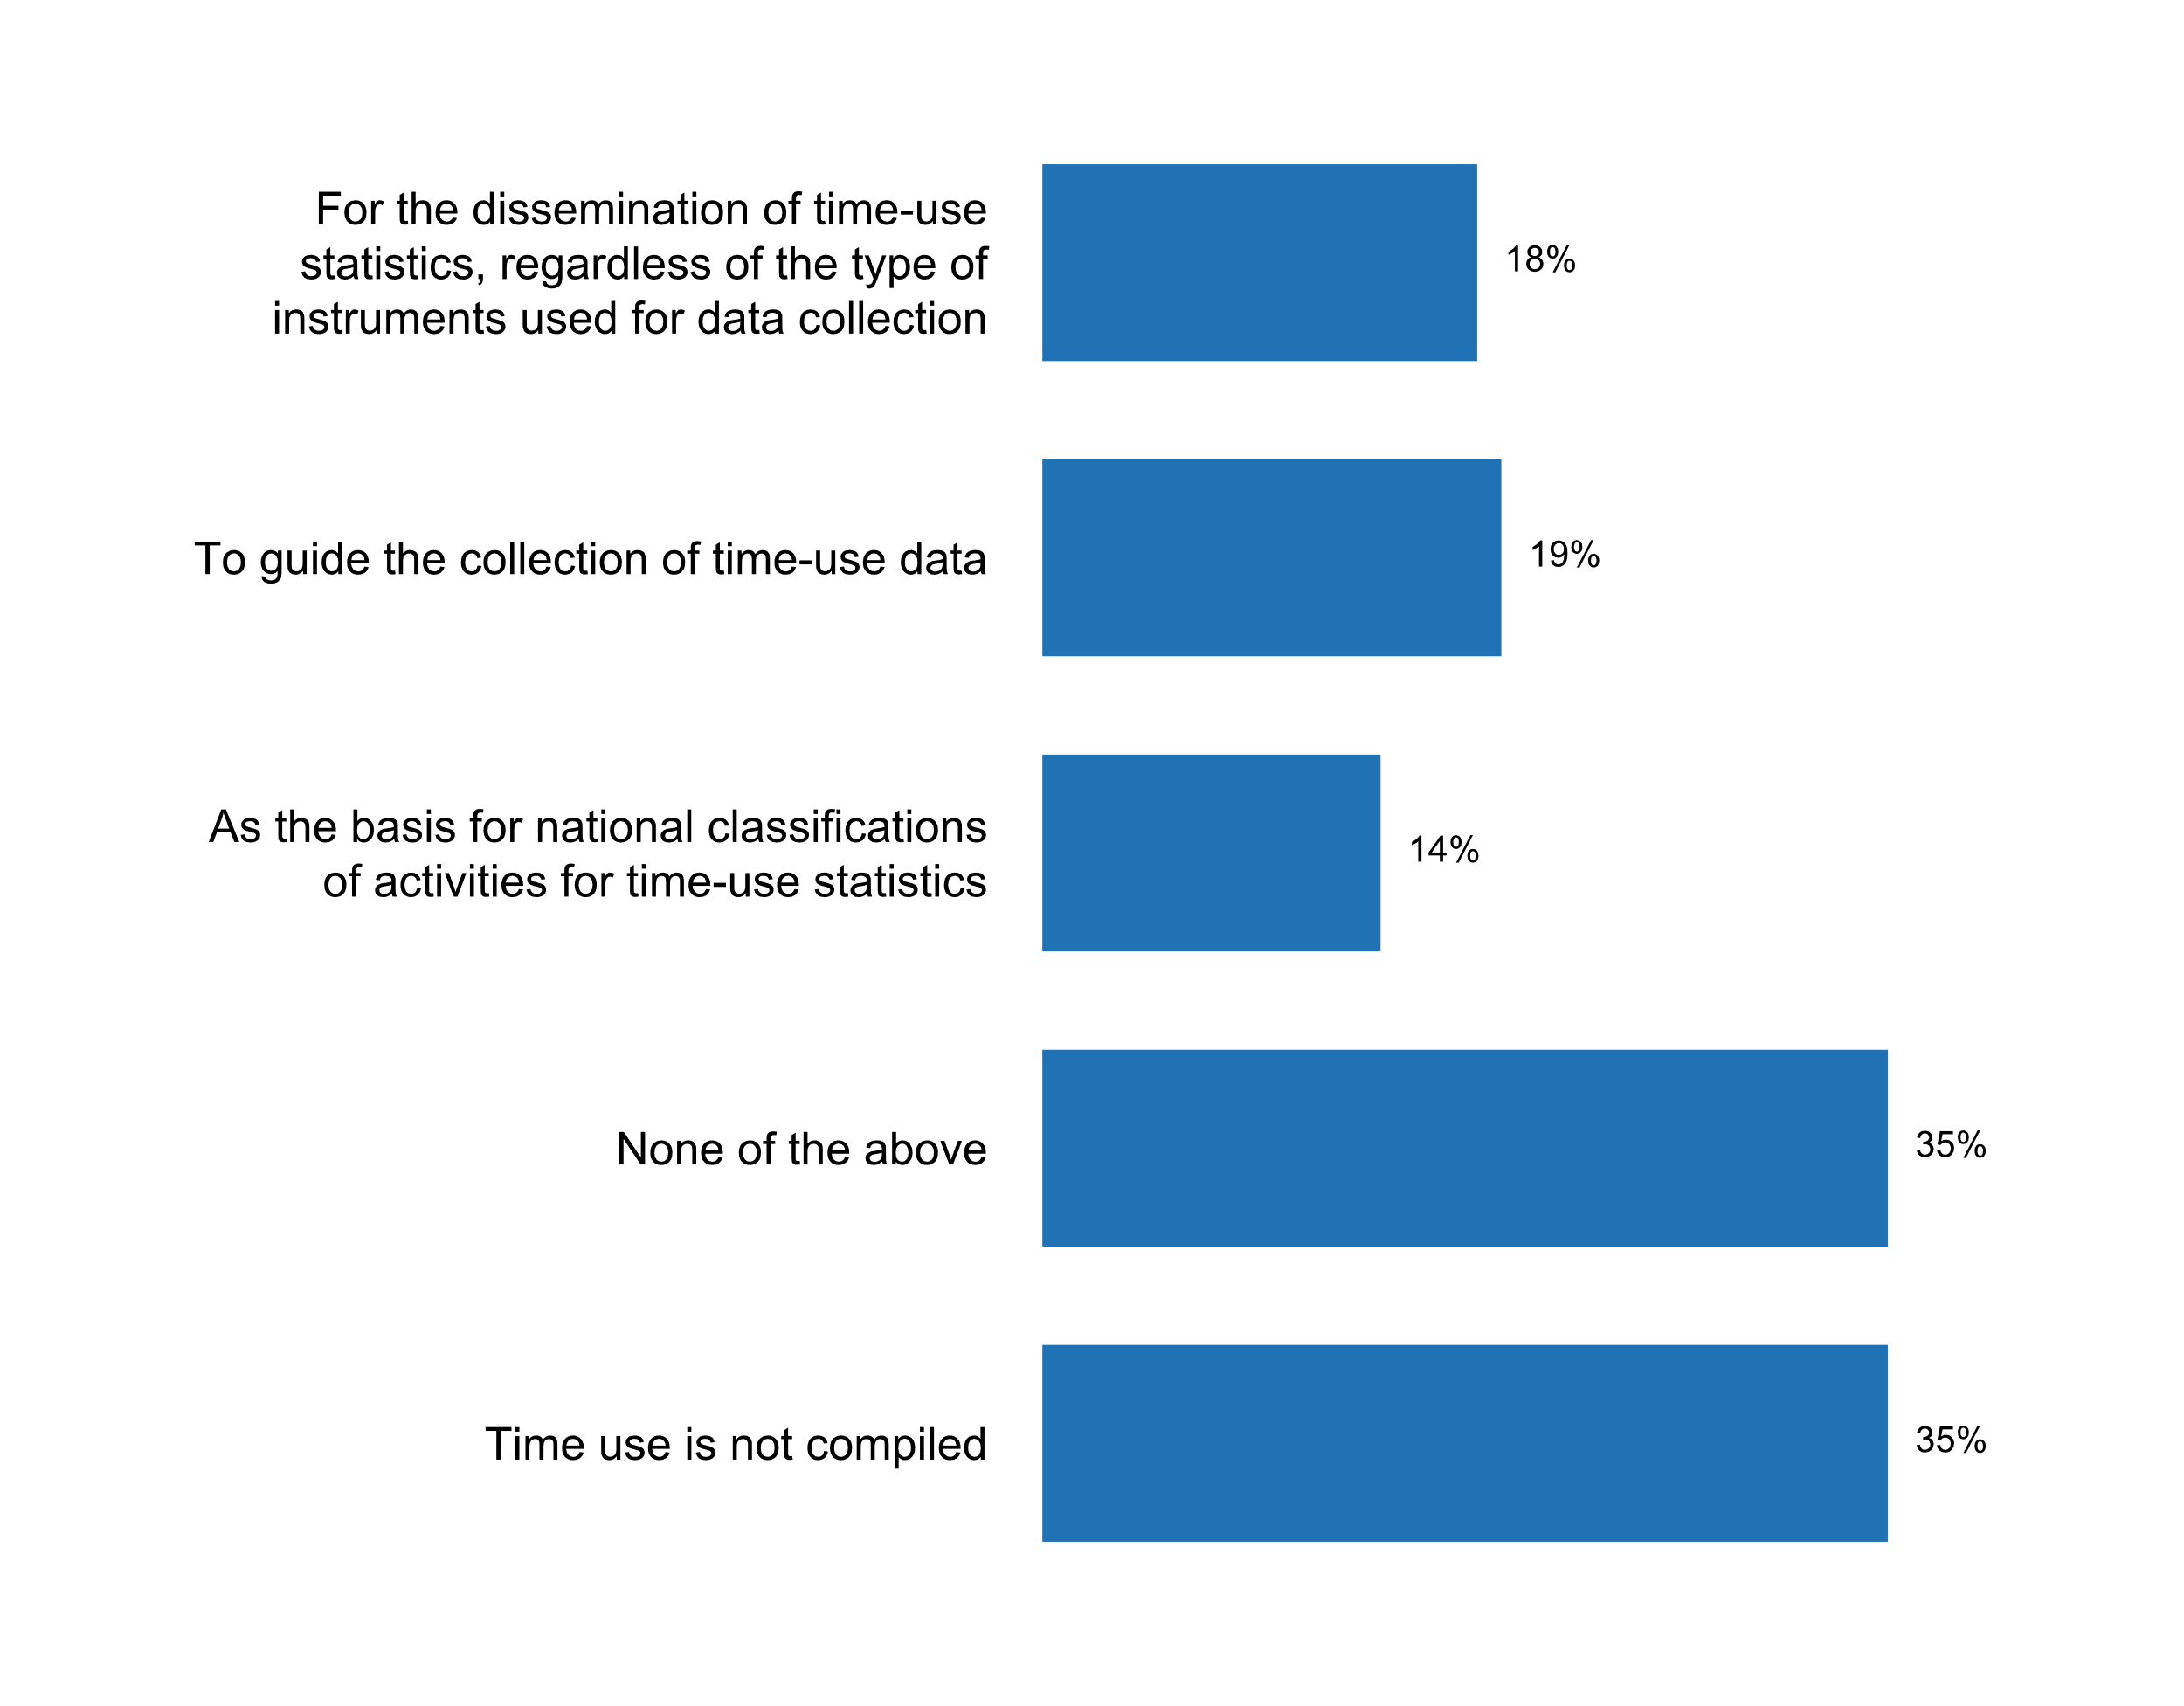 For the dissemination of time-use
statistics, regardless of the type of
instruments used for data collection
18%
To guide the collection of time-use data
19%
As the basis for national classifications
of activities for time-use statistics
14%
None of the above
35%
Time use is not compiled
35%